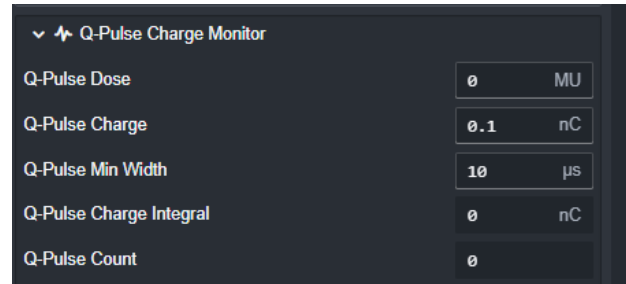 Q-Pulse Charge Monitor
Q-Pulse Dose 0 MU
Q-Pulse Charge 0.1 nC
Q-Pulse Min Width 10 µs
Q-Pulse Charge Integral 0 nC
Q-Pulse Count 0